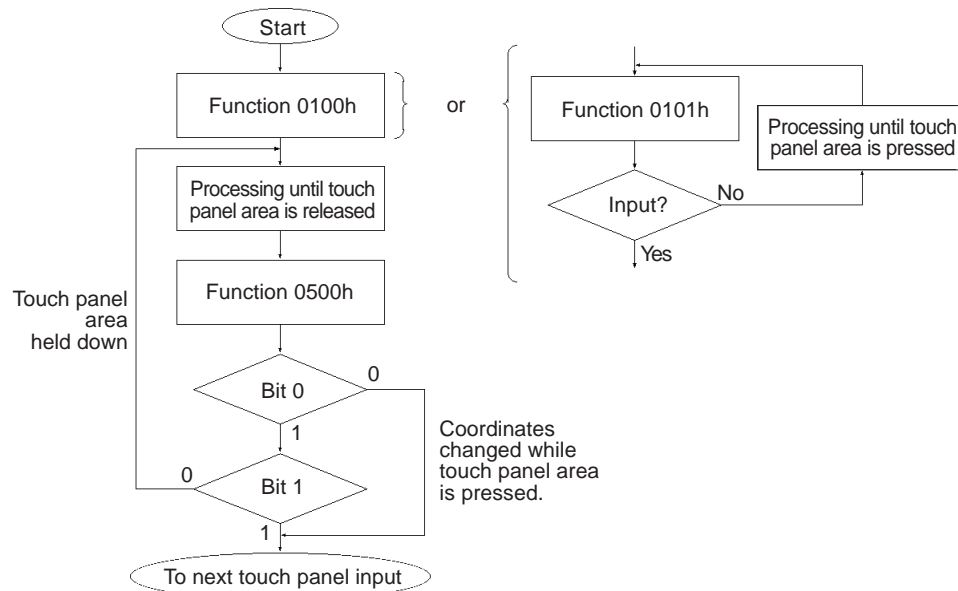 Start
Function 0100h
or
Function 0101h
Processing until touch
panel area is pressed
Input?
No
Yes
Processing until touch
panel area is released
Function 0500h
Touch panel
area
held down
Bit 0
0
1
Coordinates
changed while
touch panel area
is pressed.
0
Bit 1
1
To next touch panel input